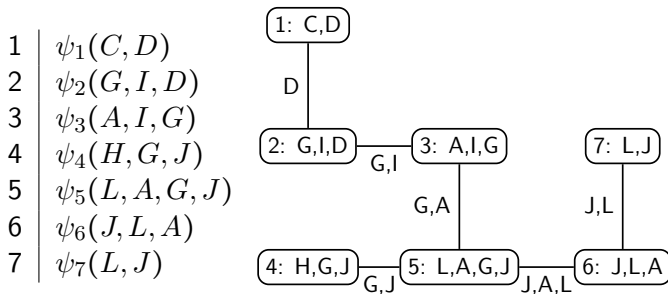 1 ψ₁(C, D)
2 ψ₂(G, I, D)
3 ψ₃(A, I, G)
4 ψ₄(H, G, J)
5 ψ₅(L, A, G, J)
6 ψ₆(J, L, A)
7 ψ₇(L, J)
1: C,D
D
2: G,I,D
G,I
3: A,I,G
7: L,J
G,A
J,L
4: H,G,J
G,J
5: L,A,G,J
J,A,L
6: J,L,A